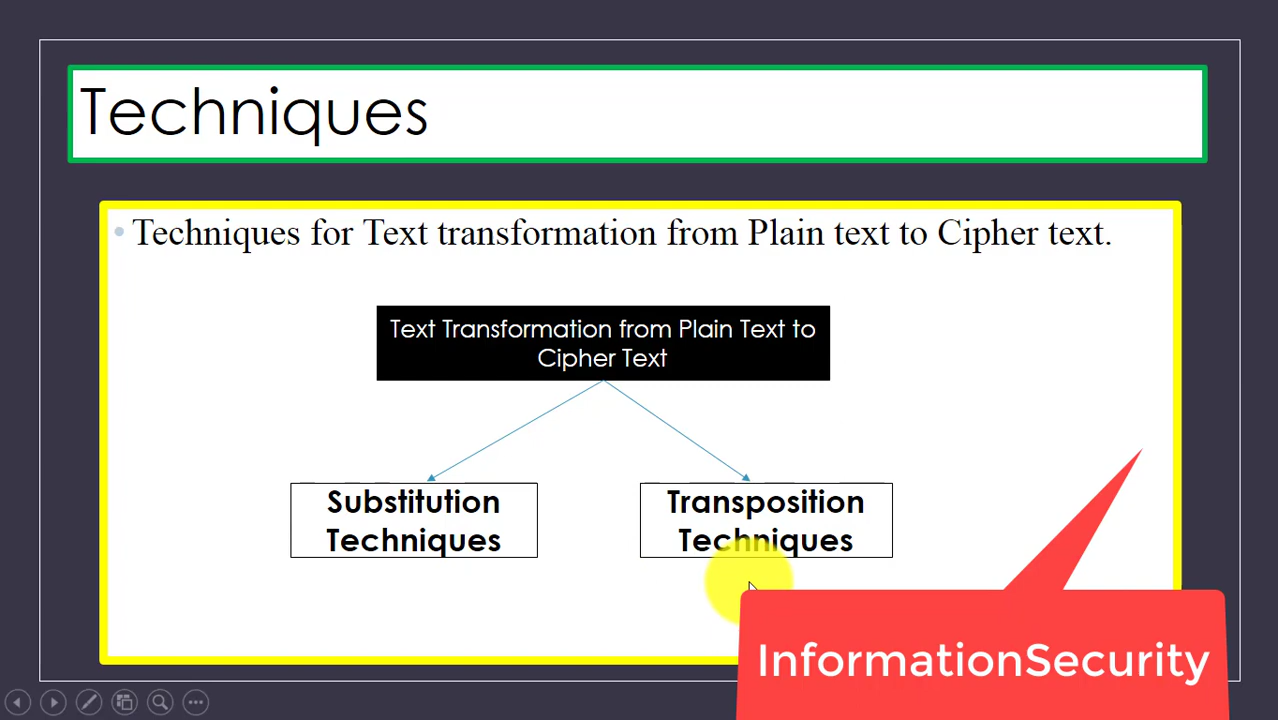 Techniques
Techniques for Text transformation from Plain text to Cipher text.
Text Transformation from Plain Text to
Cipher Text
Substitution
Techniques
Transposition
Techniques
InformationSecurity